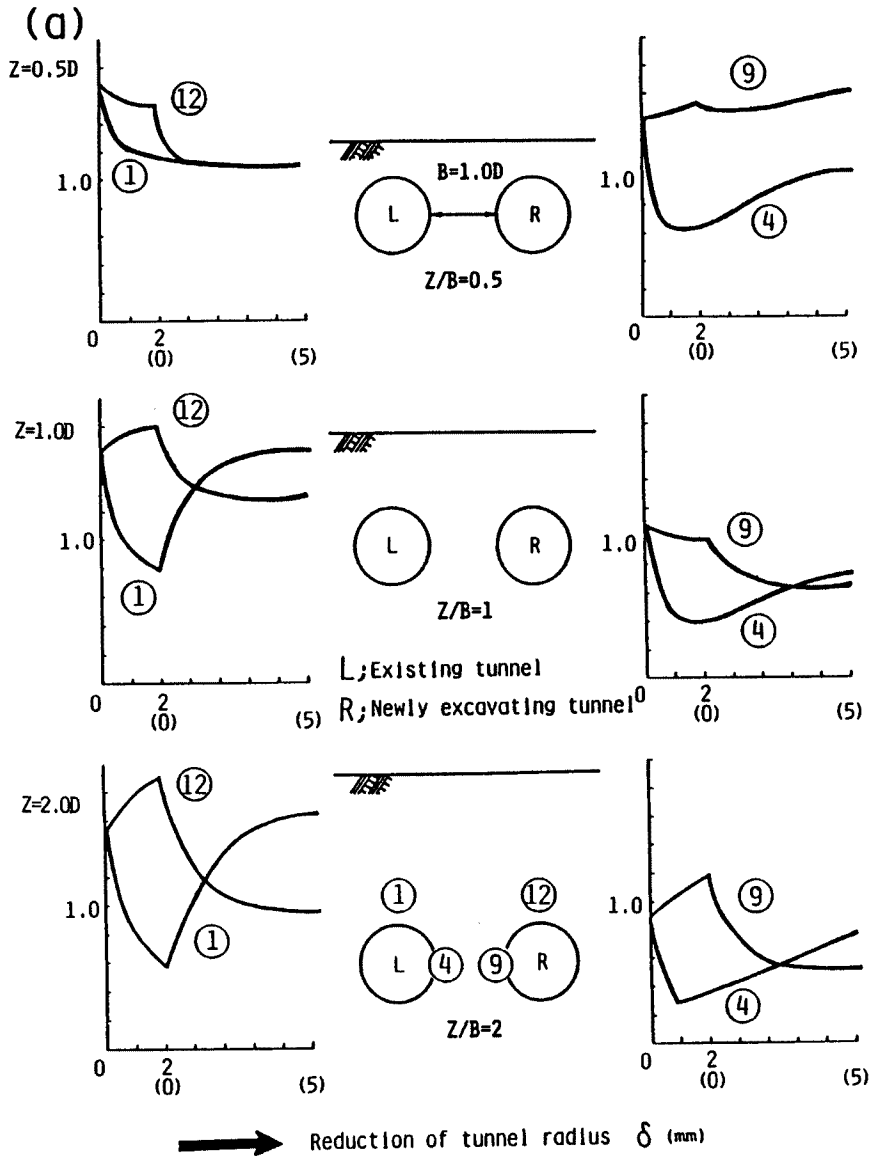 (a)
Z=0.5D
⑫
①
1.0
0
2
(0)
(5)
B=1.0D
L
R
Z/B=0.5
⑨
1.0
④
0
2
(0)
(5)
Z=1.0D
⑫
1.0
①
0
2
(0)
(5)
L
R
Z/B=1
L;Existing tunnel
R;Newly excavating tunnel
1.0
⑨
④
0
2
(0)
(5)
Z=2.0D
⑫
1.0
①
0
2
(0)
(5)
①
⑫
L
④
⑨
R
Z/B=2
1.0
⑨
④
0
2
(0)
(5)
Reduction of tunnel radius δ (mm)